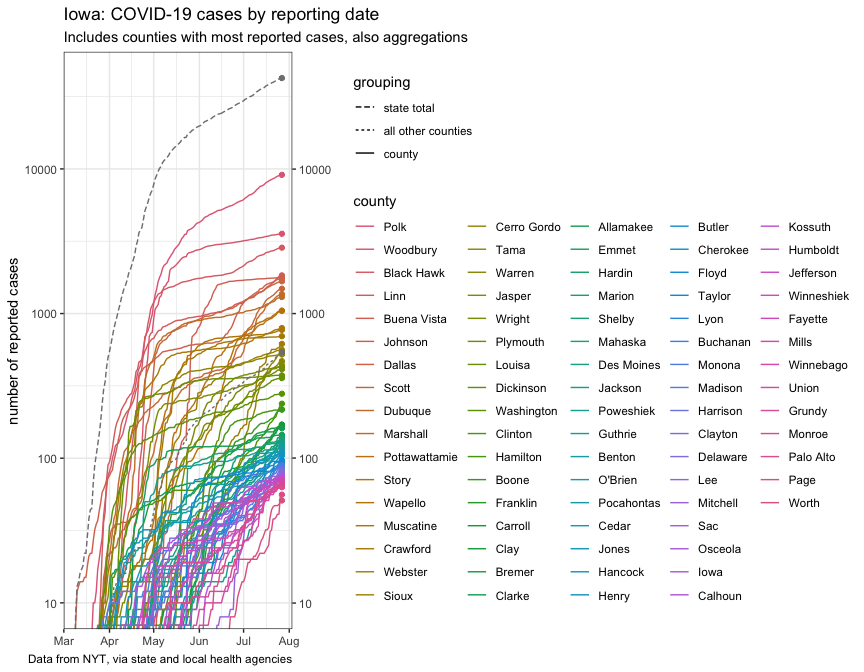 Iowa: COVID-19 cases by reporting date
Includes counties with most reported cases, also aggregations
number of reported cases
10000
1000
100
10
10000
1000
100
10
Mar Apr May Jun Jul Aug
Data from NYT, via state and local health agencies
grouping
state total
all other counties
county
county
Polk Cerro Gordo Allamakee Butler Kossuth
Woodbury Tama Emmet Cherokee Humboldt
Black Hawk Warren Hardin Floyd Jefferson
Linn Jasper Marion Taylor Winneshiek
Buena Vista Wright Shelby Lyon Fayette
Johnson Plymouth Mahaska Buchanan Mills
Dallas Louisa Des Moines Monona Winnebago
Scott Dickinson Jackson Madison Union
Dubuque Washington Poweshiek Harrison Grundy
Marshall Clinton Guthrie Clayton Monroe
Pottawattamie Hamilton Benton Delaware Palo Alto
Story Boone O'Brien Lee Page
Wapello Franklin Pocahontas Mitchell Worth
Muscatine Carroll Cedar Sac
Crawford Clay Jones Osceola
Webster Bremer Hancock Iowa
Sioux Clarke Henry Calhoun